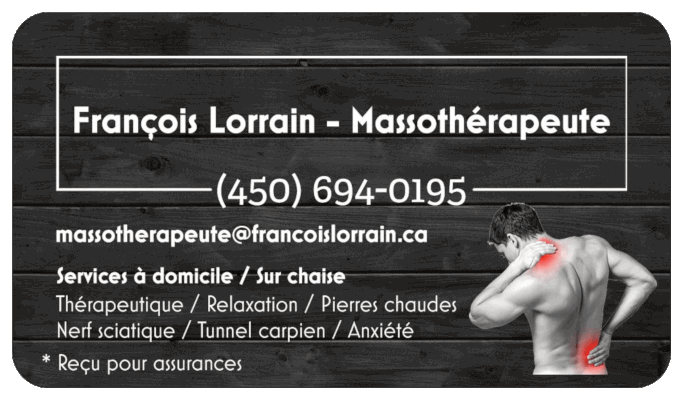 François Lorrain - Massothérapeute
(450) 694-0195
massotherapeute@francoislorrain.ca
Services à domicile / Sur chaise
Thérapeutique / Relaxation / Pierres chaudes
Nerf sciatique / Tunnel carpien / Anxiété
* Reçu pour assurances